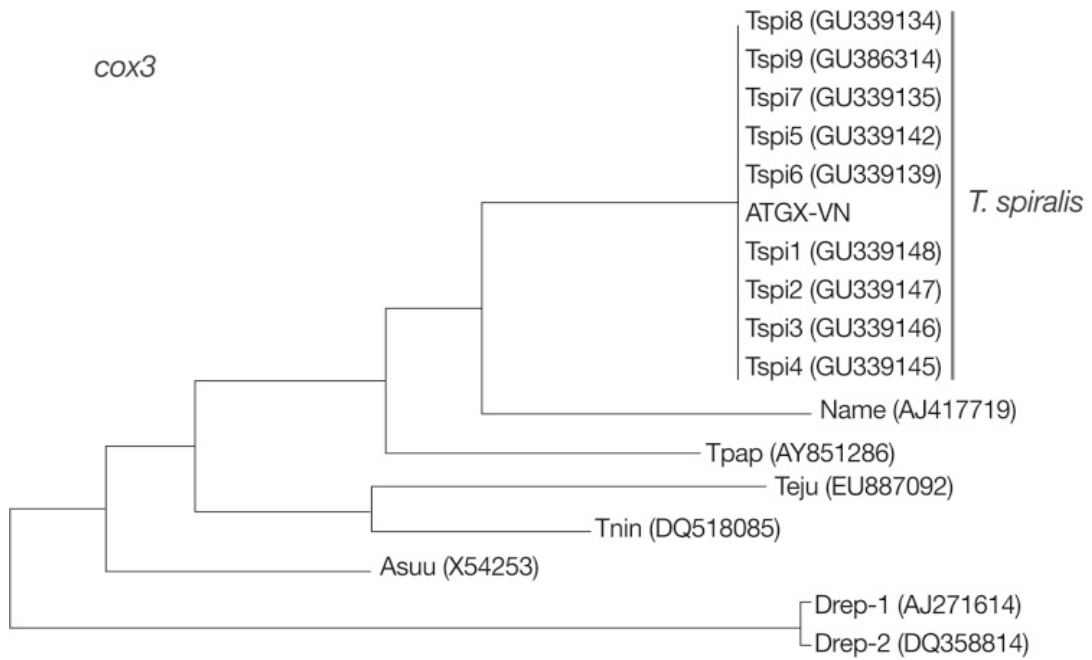 cox3
Tspi8 (GU339134)
Tspi9 (GU386314)
Tspi7 (GU339135)
Tspi5 (GU339142)
Tspi6 (GU339139)
ATGX-VN
Tspi1 (GU339148)
Tspi2 (GU339147)
Tspi3 (GU339146)
Tspi4 (GU339145)
T. spiralis
Name (AJ417719)
Tpap (AY851286)
Teju (EU887092)
Tnin (DQ518085)
Asuu (X54253)
Drep-1 (AJ271614)
Drep-2 (DQ358814)